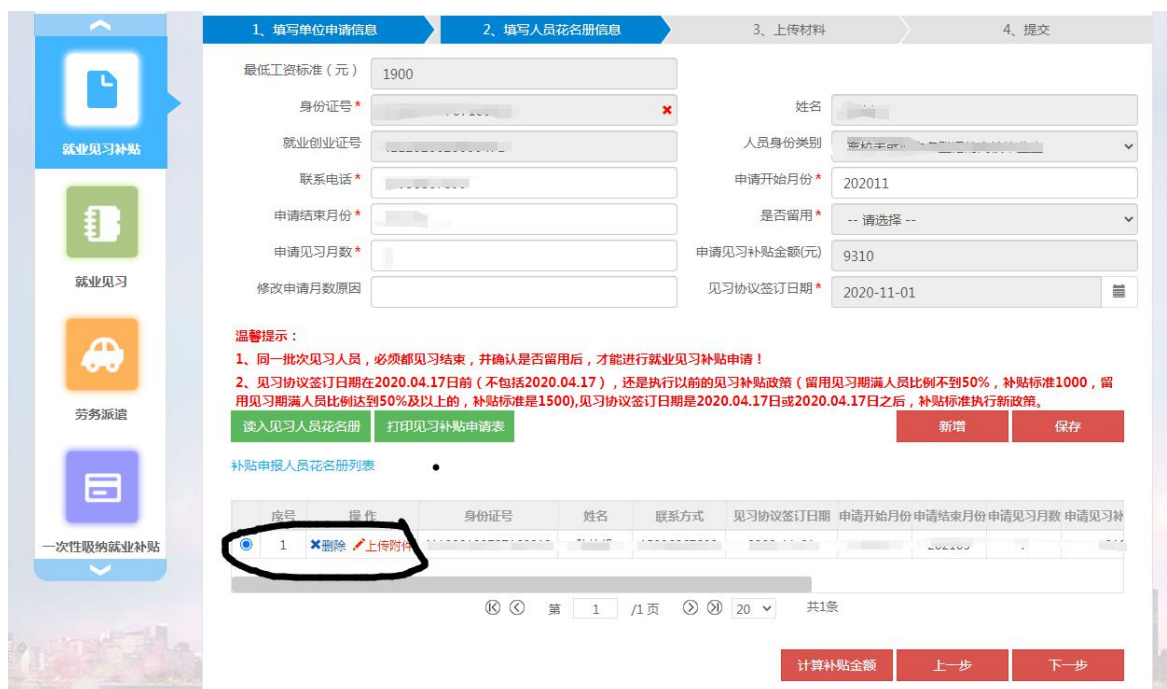 1、填写单位申请信息 2、填写人员花名册信息 3、上传材料 4、提交
就业见习补贴
就业见习
劳务派遣
一次性吸纳就业补贴
最低工资标准（元） 1900
身份证号* 姓名
就业创业证号 人员身份类别
联系电话* 申请开始月份* 202011
申请结束月份* 是否留用* -- 请选择 --
申请见习月数* 申请见习补贴金额(元) 9310
修改申请月数原因 见习协议签订日期* 2020-11-01
温馨提示：
1、同一批次见习人员，必须都见习结束，并确认是否留用后，才能进行就业见习补贴申请！
2、见习协议签订日期在2020.04.17日前（不包括2020.04.17），还是执行以前的见习补贴政策（留用见习期满人员比例不到50%，补贴标准1000，留
用见习期满人员比例达到50%及以上的，补贴标准是1500),见习协议签订日期是2020.04.17日或2020.04.17日之后，补贴标准执行新政策。
读入见习人员花名册 打印见习补贴申请表 新增 保存
补贴申报人员花名册列表
序号 操作 身份证号 姓名 联系方式 见习协议签订日期 申请开始月份 申请结束月份 申请见习月数 申请见习补
1 删除 上传附件
第 1 /1 页 20 共1条
计算补贴金额 上一步 下一步